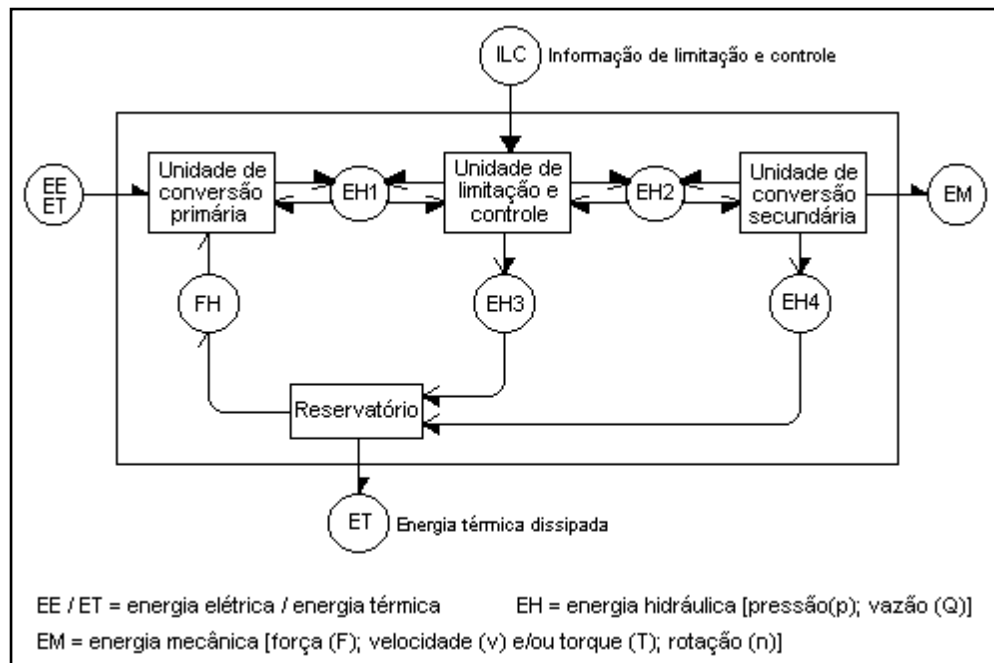 ILC Informação de limitação e controle
EE
ET
Unidade de
conversão
primária
EH1
Unidade de
limitação e
controle
EH2
Unidade de
conversão
secundária
EM
FH
EH3
EH4
Reservatório
ET Energia térmica dissipada
EE / ET = energia elétrica / energia térmica EH = energia hidráulica [pressão(p); vazão (Q)]
EM = energia mecânica [força (F); velocidade (v) e/ou torque (T); rotação (n)]